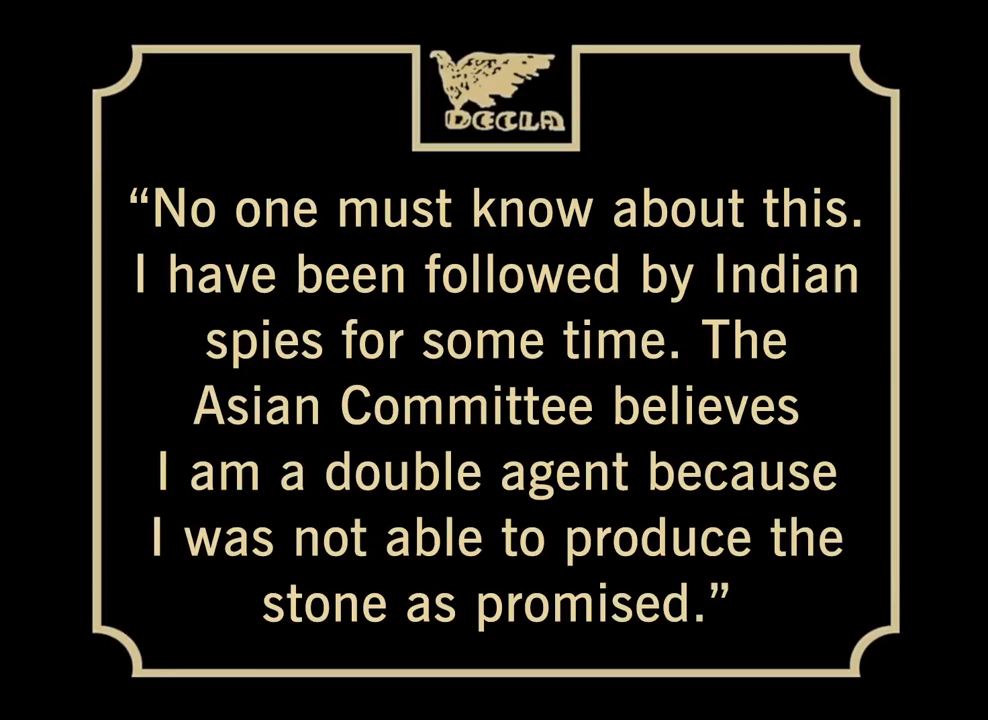 DECLA
“No one must know about this.
I have been followed by Indian
spies for some time. The
Asian Committee believes
I am a double agent because
I was not able to produce the
stone as promised.”